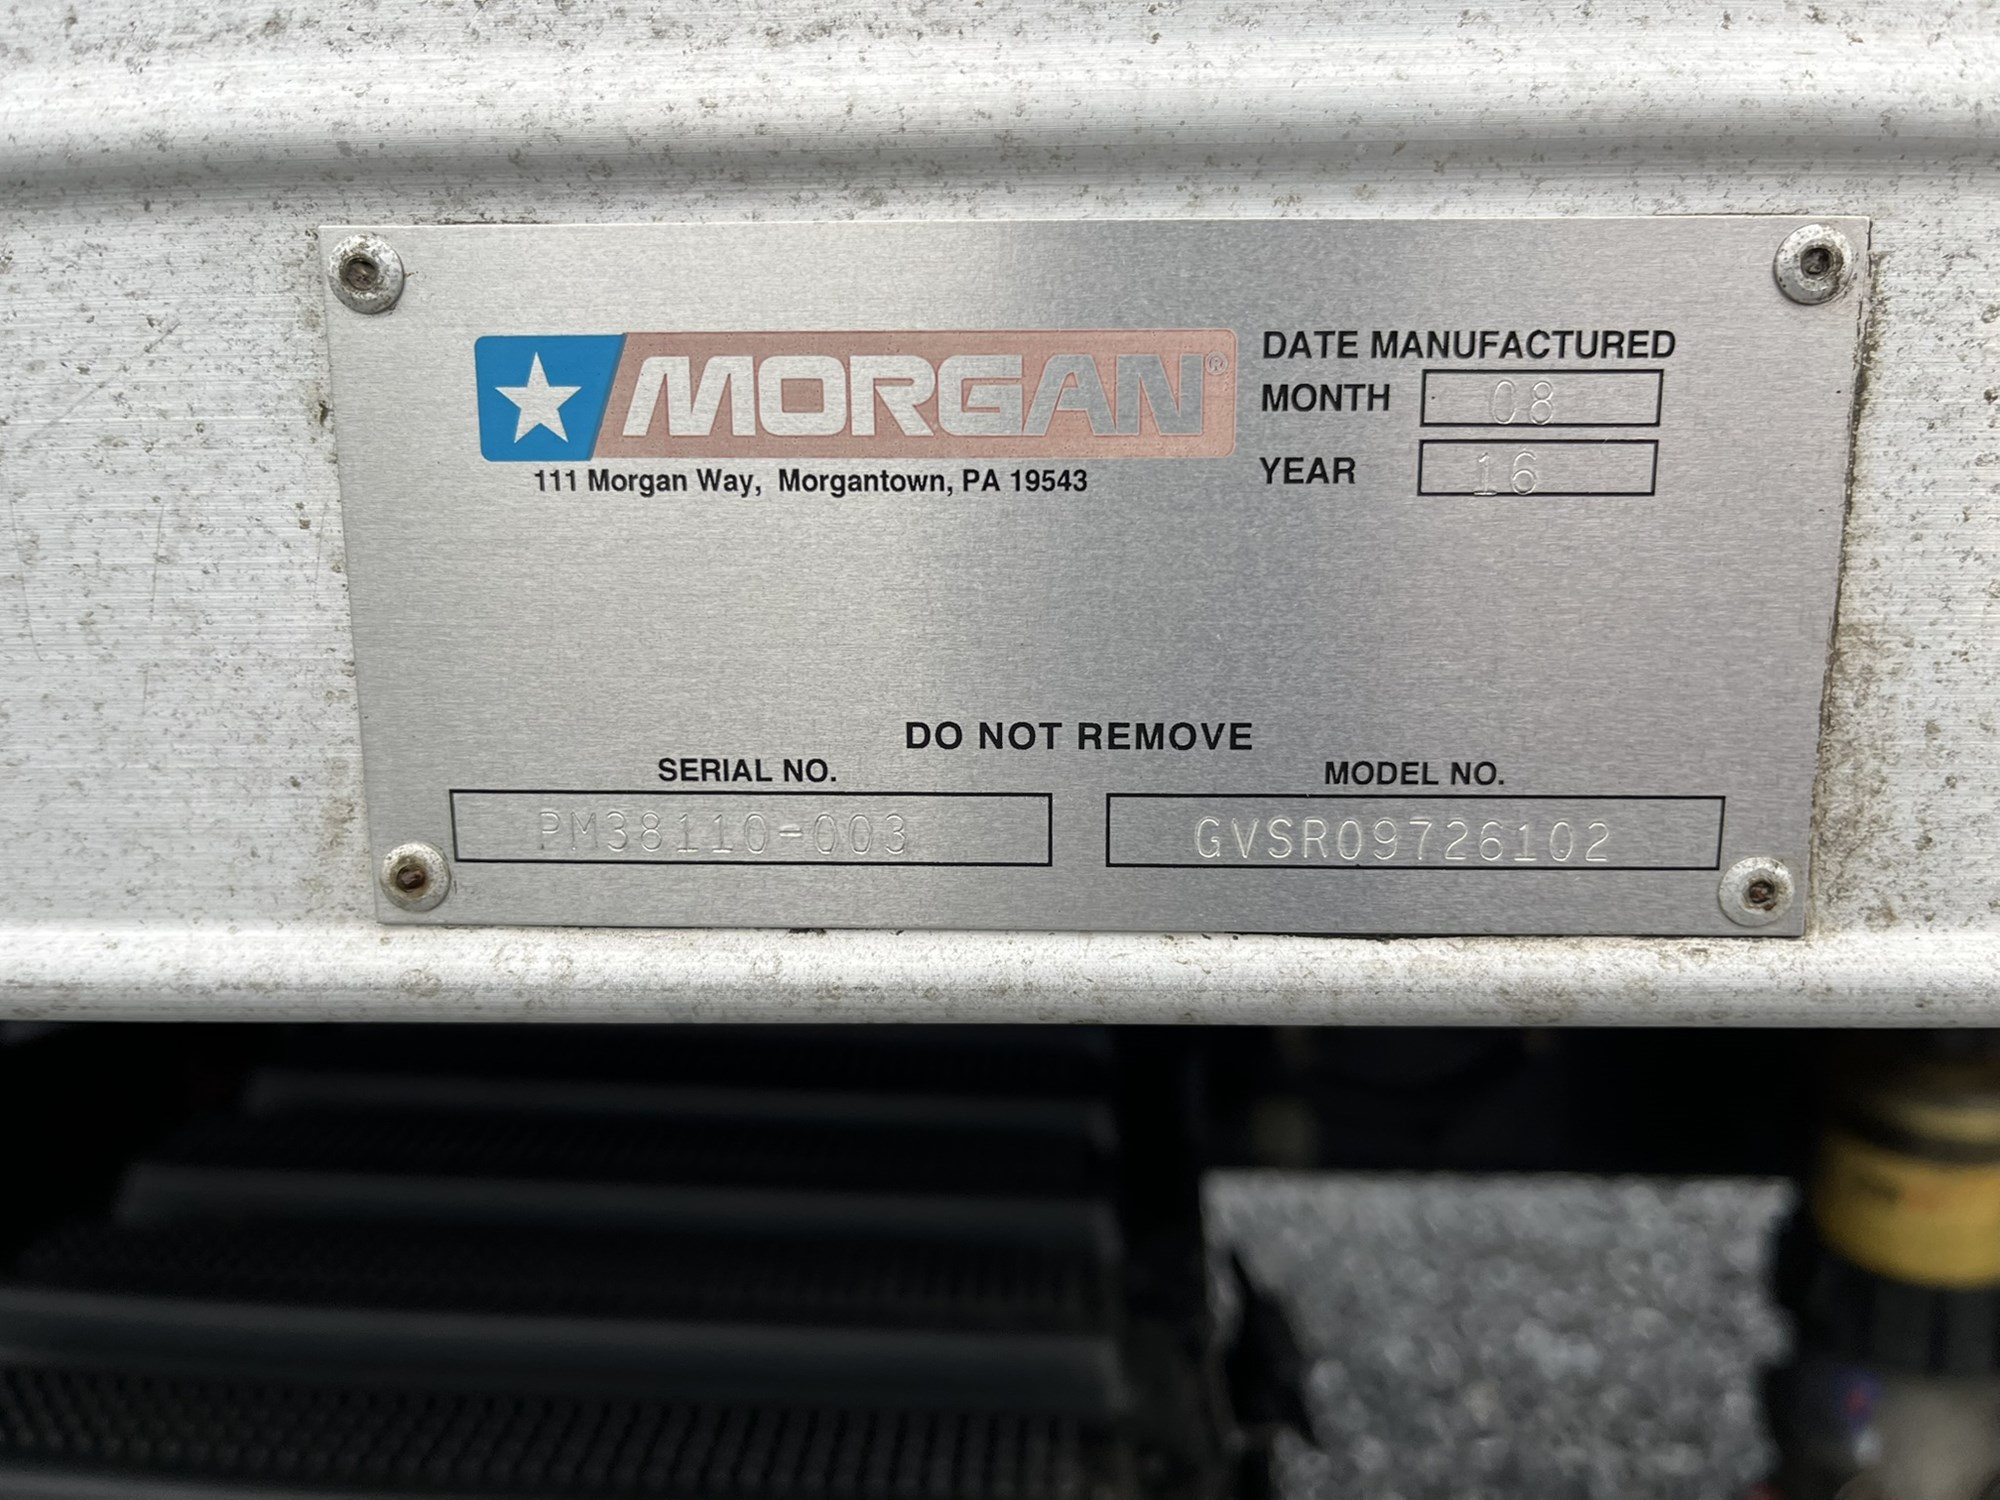 MORGAN®
111 Morgan Way, Morgantown, PA 19543
DATE MANUFACTURED
MONTH 08
YEAR 16
DO NOT REMOVE
SERIAL NO. MODEL NO.
PM38110-003 GVSR09726102